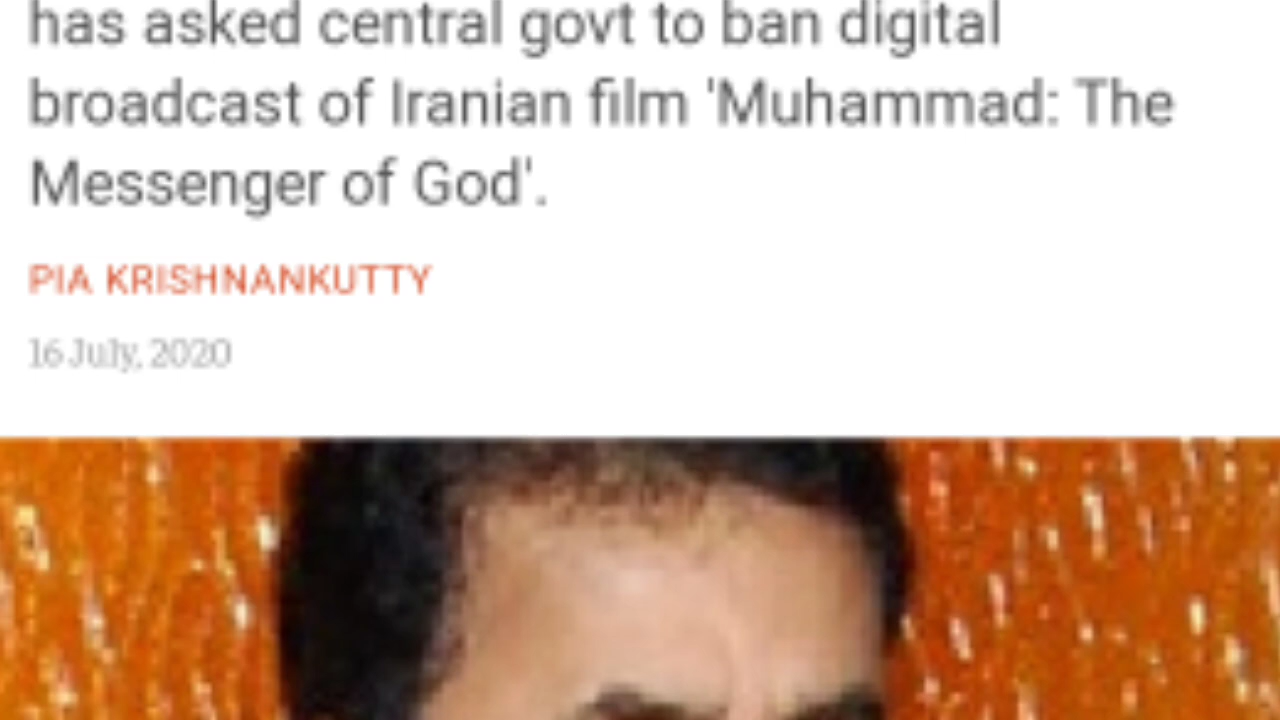 has asked central govt to ban digital
broadcast of Iranian film 'Muhammad: The
Messenger of God'.
PIA KRISHNANKUTTY
16 July, 2020